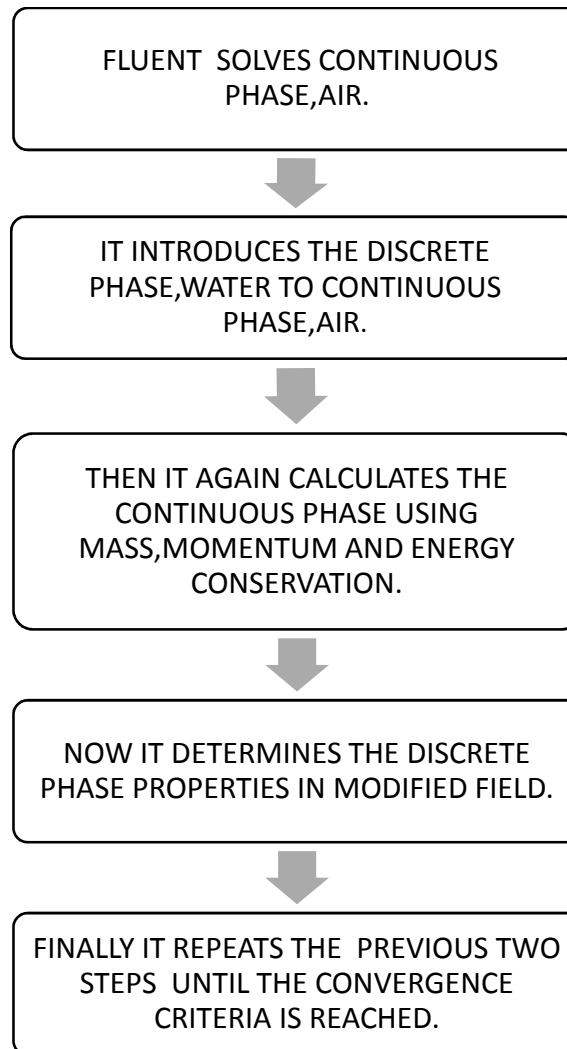 FLUENT SOLVES CONTINUOUS
PHASE,AIR.
IT INTRODUCES THE DISCRETE
PHASE,WATER TO CONTINUOUS
PHASE,AIR.
THEN IT AGAIN CALCULATES THE
CONTINUOUS PHASE USING
MASS,MOMENTUM AND ENERGY
CONSERVATION.
NOW IT DETERMINES THE DISCRETE
PHASE PROPERTIES IN MODIFIED FIELD.
FINALLY IT REPEATS THE PREVIOUS TWO
STEPS UNTIL THE CONVERGENCE
CRITERIA IS REACHED.